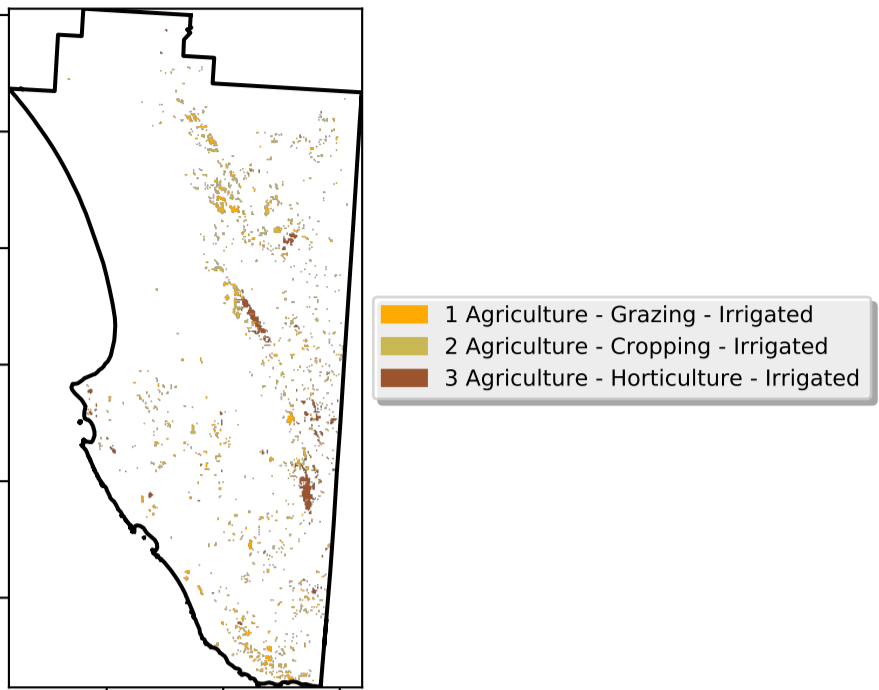 1 Agriculture - Grazing - Irrigated
2 Agriculture - Cropping - Irrigated
3 Agriculture - Horticulture - Irrigated